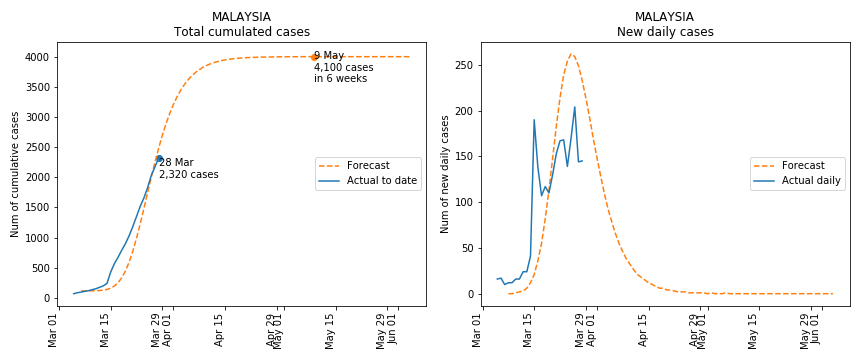 MALAYSIA
Total cumulated cases
Num of cumulative cases
4000
3500
3000
2500
2000
1500
1000
500
0
9 May
4,100 cases
in 6 weeks
28 Mar
2,320 cases
Forecast
Actual to date
Mar 01
Mar 15
Mar 29
Apr 01
Apr 15
Apr 29
May 01
May 15
May 29
Jun 01
MALAYSIA
New daily cases
Num of new daily cases
250
200
150
100
50
0
Forecast
Actual daily
Mar 01
Mar 15
Mar 29
Apr 01
Apr 15
Apr 29
May 01
May 15
May 29
Jun 01